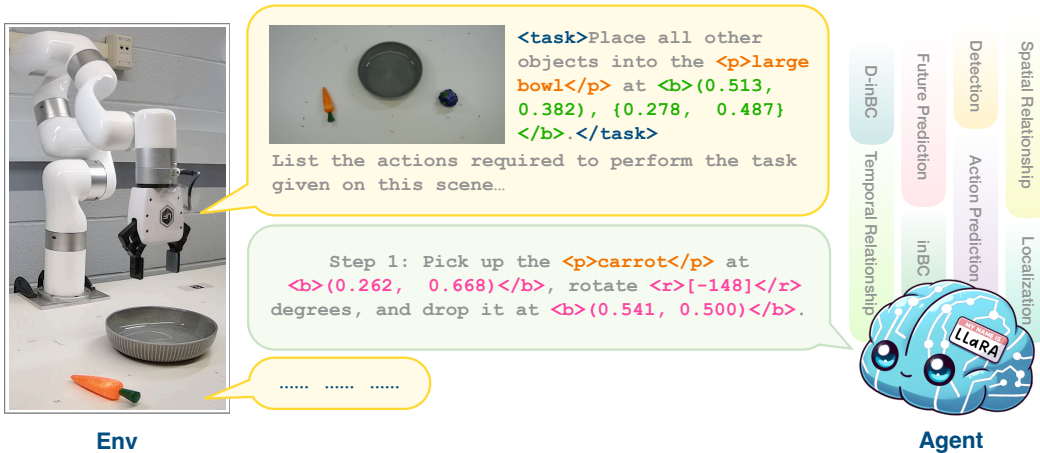 <task>Place all other
objects into the <p>large
bowl</p> at <b>(0.513,
0.382), {0.278, 0.487}
</b>.</task>
List the actions required to perform the task
given on this scene…
Step 1: Pick up the <p>carrot</p> at
<b>(0.262, 0.668)</b>, rotate <r>[-148]</r>
degrees, and drop it at <b>(0.541, 0.500)</b>.
...... ...... ......
D-inBC
Temporal Relationship
Future Prediction
inBC
Detection
Action Prediction
Spatial Relationship
Localization
MY NAME IS
LLaRA
Env
Agent